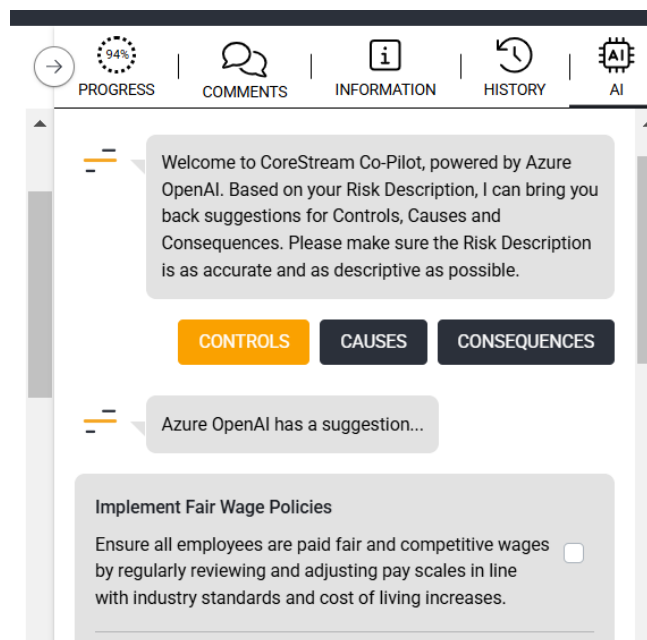 94%
PROGRESS
COMMENTS
INFORMATION
HISTORY
AI
AI
Welcome to CoreStream Co-Pilot, powered by Azure
OpenAI. Based on your Risk Description, I can bring you
back suggestions for Controls, Causes and
Consequences. Please make sure the Risk Description
is as accurate and as descriptive as possible.
CONTROLS
CAUSES
CONSEQUENCES
Azure OpenAI has a suggestion...
Implement Fair Wage Policies
Ensure all employees are paid fair and competitive wages
by regularly reviewing and adjusting pay scales in line
with industry standards and cost of living increases.